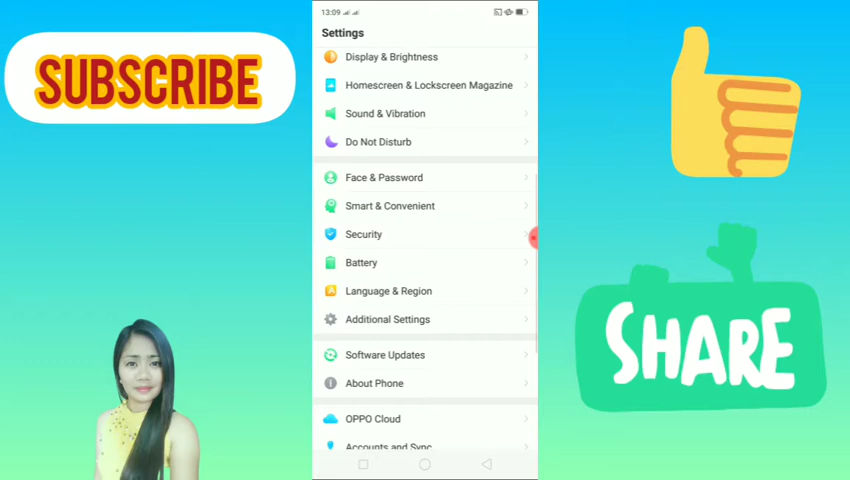 SUBSCRIBE
13:09
Settings
Display & Brightness
Homescreen & Lockscreen Magazine
Sound & Vibration
Do Not Disturb
Face & Password
Smart & Convenient
Security
Battery
Language & Region
Additional Settings
Software Updates
About Phone
OPPO Cloud
Accounts and Sync
SHARE